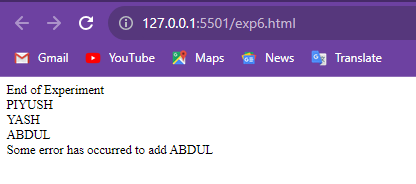 127.0.0.1:5501/exp6.html
Gmail YouTube Maps News Translate
End of Experiment
PIYUSH
YASH
ABDUL
Some error has occurred to add ABDUL